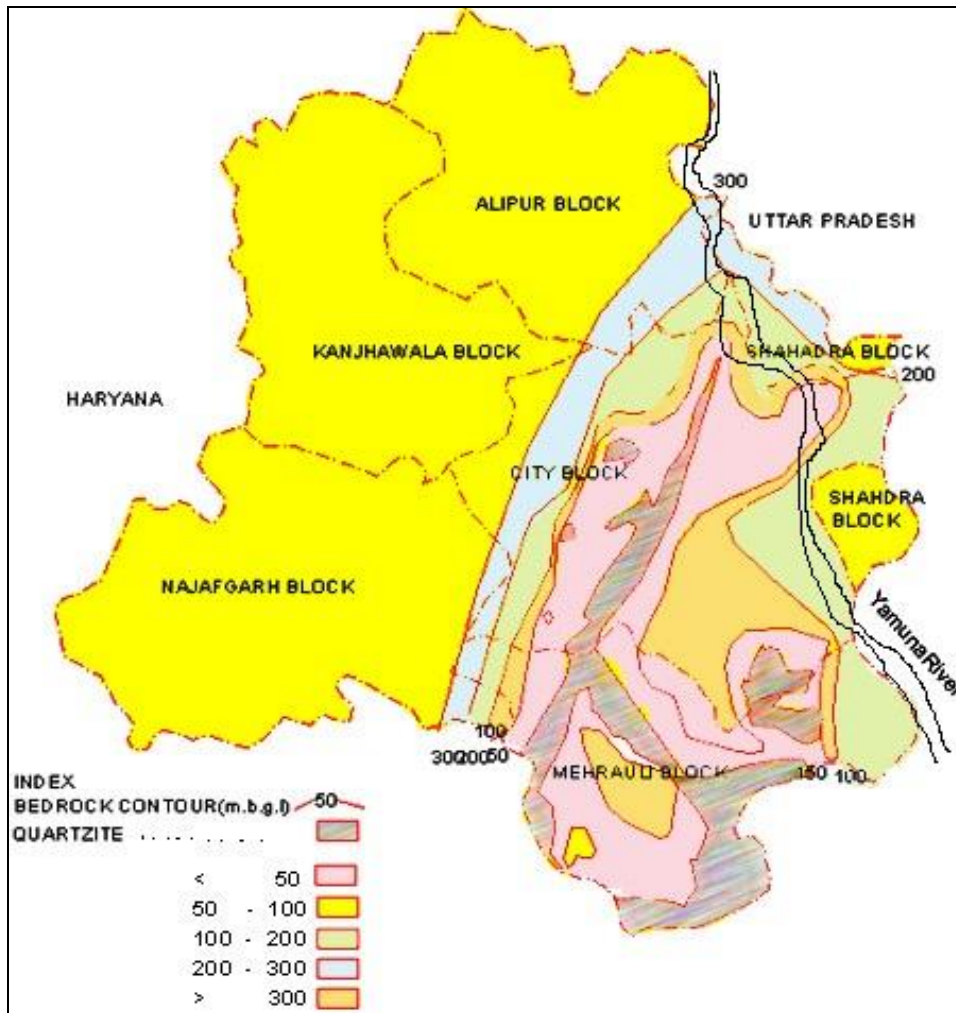 ALIPUR BLOCK
300
UTTAR PRADESH
KANJHAWALA BLOCK
SHAHADRA BLOCK
200
HARYANA
CITY BLOCK
SHAHDRA
BLOCK
NAJAFGARH BLOCK
Yamuna River
100
300 200 50
MEHRAULI BLOCK
150 100
INDEX
BEDROCK CONTOUR(m.b.g.l) 50
QUARTZITE . . . . . . . .
< 50
50 - 100
100 - 200
200 - 300
> 300